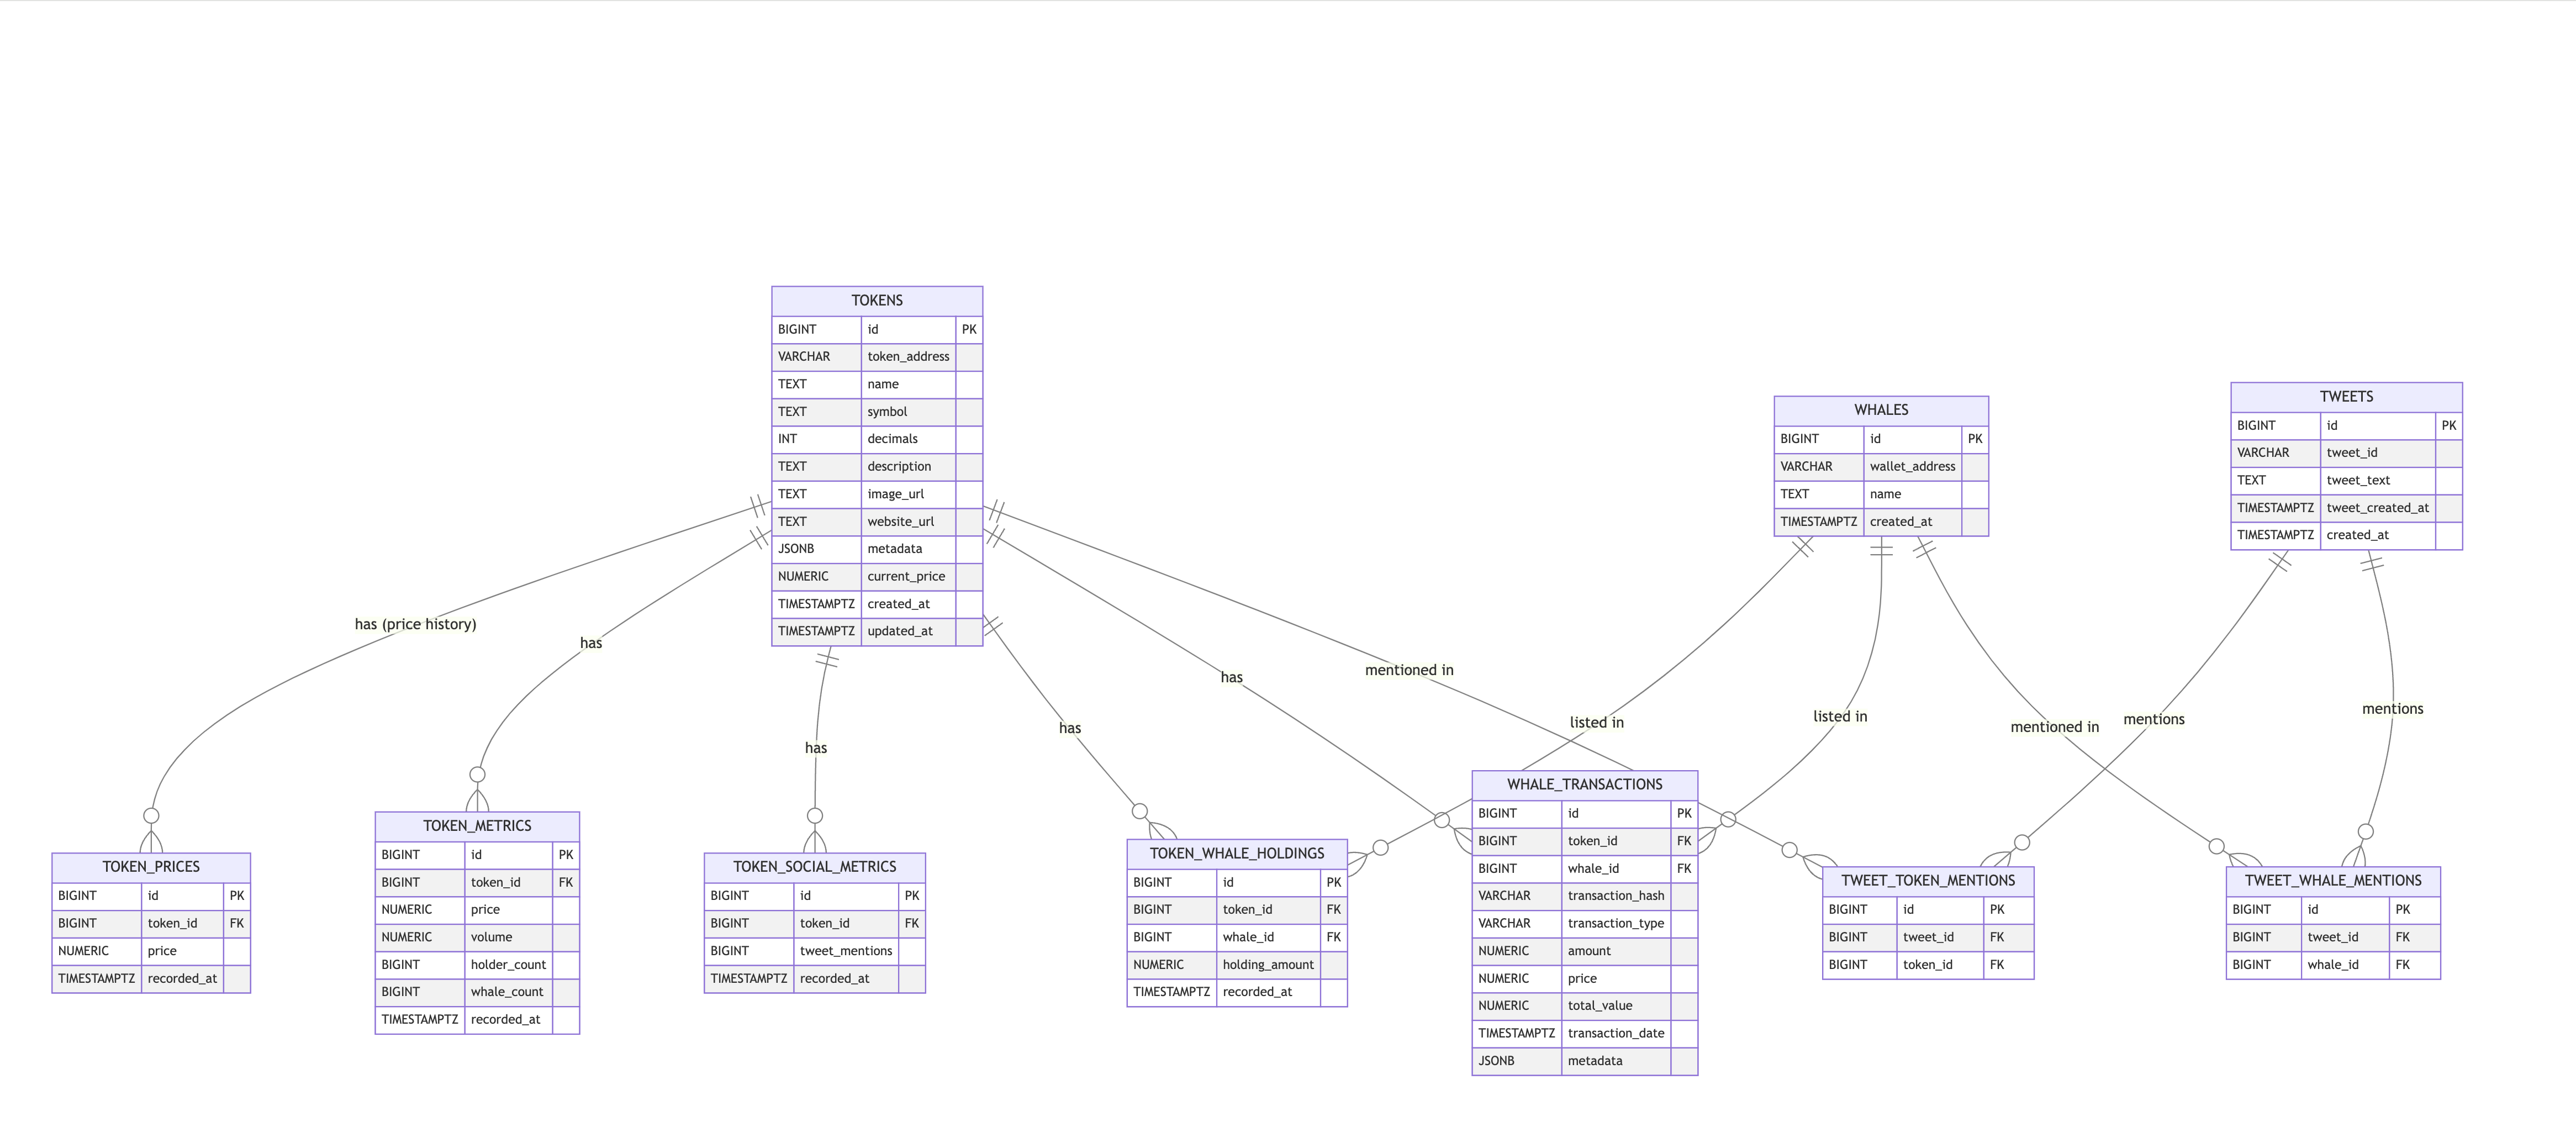 TOKENS
BIGINT id PK
VARCHAR token_address
TEXT name
TEXT symbol
INT decimals
TEXT description
TEXT image_url
TEXT website_url
JSONB metadata
NUMERIC current_price
TIMESTAMPTZ created_at
TIMESTAMPTZ updated_at
WHALES
BIGINT id PK
VARCHAR wallet_address
TEXT name
TIMESTAMPTZ created_at
TWEETS
BIGINT id PK
VARCHAR tweet_id
TEXT tweet_text
TIMESTAMPTZ tweet_created_at
TIMESTAMPTZ created_at
has (price history)
has
has
has
has
mentioned in
listed in
listed in
mentioned in
mentions
mentions
TOKEN_PRICES
BIGINT id PK
BIGINT token_id FK
NUMERIC price
TIMESTAMPTZ recorded_at
TOKEN_METRICS
BIGINT id PK
BIGINT token_id FK
NUMERIC price
NUMERIC volume
BIGINT holder_count
BIGINT whale_count
TIMESTAMPTZ recorded_at
TOKEN_SOCIAL_METRICS
BIGINT id PK
BIGINT token_id FK
BIGINT tweet_mentions
TIMESTAMPTZ recorded_at
TOKEN_WHALE_HOLDINGS
BIGINT id PK
BIGINT token_id FK
BIGINT whale_id FK
NUMERIC holding_amount
TIMESTAMPTZ recorded_at
WHALE_TRANSACTIONS
BIGINT id PK
BIGINT token_id FK
BIGINT whale_id FK
VARCHAR transaction_hash
VARCHAR transaction_type
NUMERIC amount
NUMERIC price
NUMERIC total_value
TIMESTAMPTZ transaction_date
JSONB metadata
TWEET_TOKEN_MENTIONS
BIGINT id PK
BIGINT tweet_id FK
BIGINT token_id FK
TWEET_WHALE_MENTIONS
BIGINT id PK
BIGINT tweet_id FK
BIGINT whale_id FK